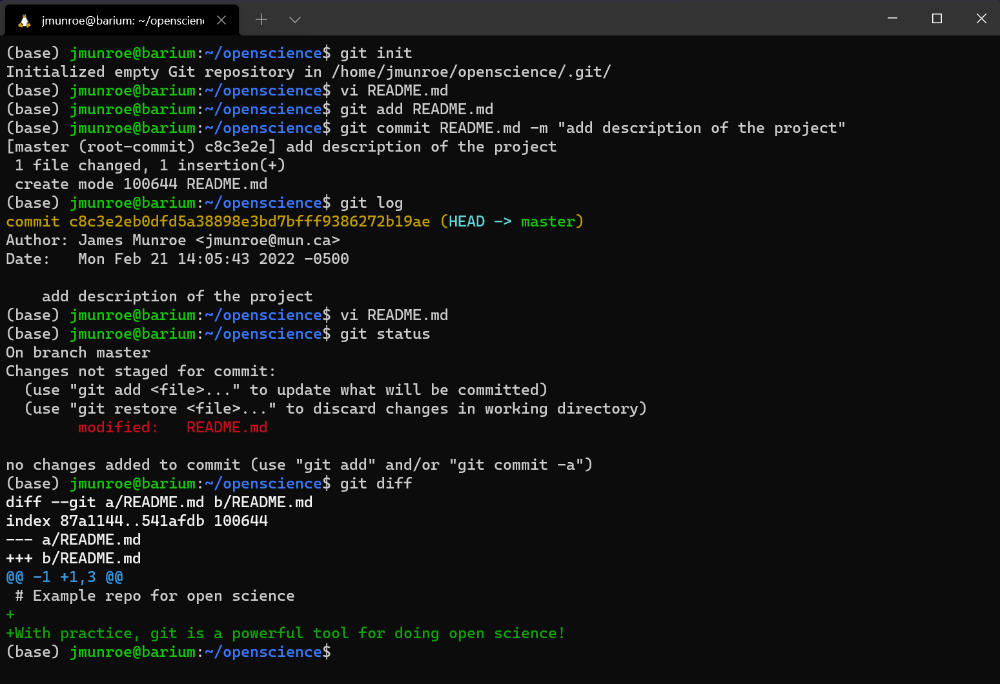 jmunroe@barium: ~/openscien
(base) jmunroe@barium:~/openscience$ git init
Initialized empty Git repository in /home/jmunroe/openscience/.git/
(base) jmunroe@barium:~/openscience$ vi README.md
(base) jmunroe@barium:~/openscience$ git add README.md
(base) jmunroe@barium:~/openscience$ git commit README.md -m "add description of the project"
[master (root-commit) c8c3e2e] add description of the project
 1 file changed, 1 insertion(+)
 create mode 100644 README.md
(base) jmunroe@barium:~/openscience$ git log
commit c8c3e2eb0dfd5a38898e3bd7bfff9386272b19ae (HEAD -> master)
Author: James Munroe <jmunroe@mun.ca>
Date:   Mon Feb 21 14:05:43 2022 -0500

    add description of the project
(base) jmunroe@barium:~/openscience$ vi README.md
(base) jmunroe@barium:~/openscience$ git status
On branch master
Changes not staged for commit:
  (use "git add <file>..." to update what will be committed)
  (use "git restore <file>..." to discard changes in working directory)
        modified:   README.md

no changes added to commit (use "git add" and/or "git commit -a")
(base) jmunroe@barium:~/openscience$ git diff
diff --git a/README.md b/README.md
index 87a1144..541afdb 100644
--- a/README.md
+++ b/README.md
@@ -1 +1,3 @@
 # Example repo for open science
+
+With practice, git is a powerful tool for doing open science!
(base) jmunroe@barium:~/openscience$